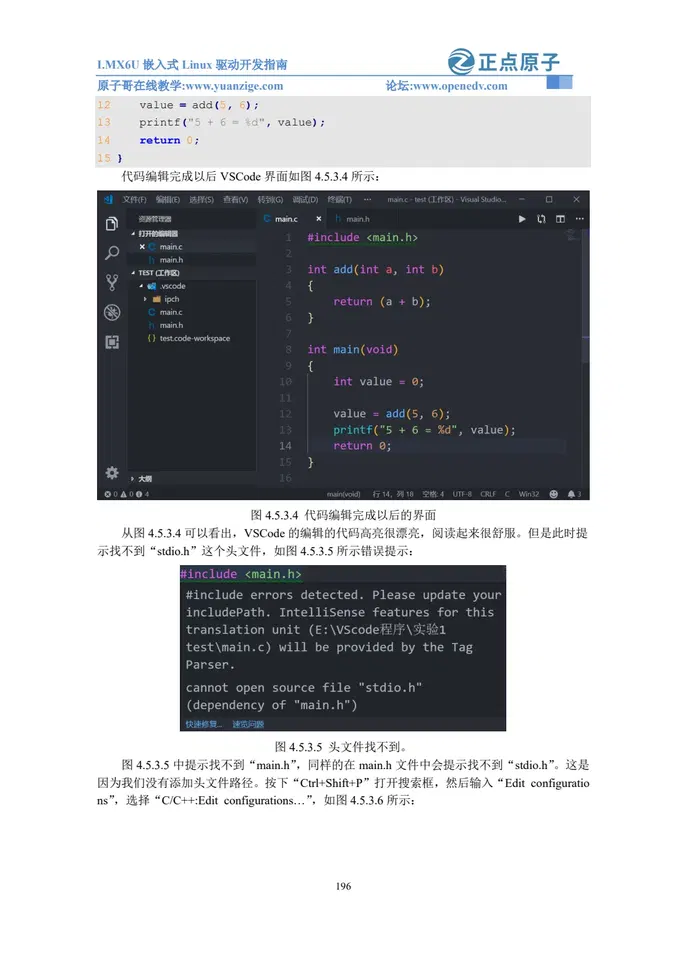 I.MX6U 嵌入式 Linux 驱动开发指南
正点原子
原子哥在线教学:www.yuanzige.com
论坛:www.openedv.com
12 value = add(5, 6);
13 printf("5 + 6 = %d", value);
14 return 0;
15 }
代码编辑完成以后 VSCode 界面如图 4.5.3.4 所示：
文件(F) 编辑(E) 选择(S) 查看(V) 转到(G) 调试(D) 终端(T) ··· main.c - test (工作区) - Visual Studio...
资源管理器
打开的编辑器
× C main.c
h main.h
TEST (工作区)
.vscode
ipch
C main.c
h main.h
{} test.code-workspace
大纲
C main.c × h main.h
1 #include <main.h>
2
3 int add(int a, int b)
4 {
5 return (a + b);
6 }
7
8 int main(void)
9 {
10 int value = 0;
11
12 value = add(5, 6);
13 printf("5 + 6 = %d", value);
14 return 0;
15 }
16
0 0 0 4 main(void) 行 14，列 18 空格: 4 UTF-8 CRLF C Win32 3
图 4.5.3.4 代码编辑完成以后的界面
从图 4.5.3.4 可以看出，VSCode 的编辑的代码高亮很漂亮，阅读起来很舒服。但是此时提
示找不到“stdio.h”这个头文件，如图 4.5.3.5 所示错误提示：
#include <main.h>
#include errors detected. Please update your
includePath. IntelliSense features for this
translation unit (E:\VScode程序\实验1
test\main.c) will be provided by the Tag
Parser.
cannot open source file "stdio.h"
(dependency of "main.h")
快速修复... 速览问题
图 4.5.3.5 头文件找不到。
图 4.5.3.5 中提示找不到“main.h”，同样的在 main.h 文件中会提示找不到“stdio.h”。这是
因为我们没有添加头文件路径。按下“Ctrl+Shift+P”打开搜索框，然后输入“Edit configuratio
ns”，选择“C/C++:Edit configurations…”，如图 4.5.3.6 所示：
196